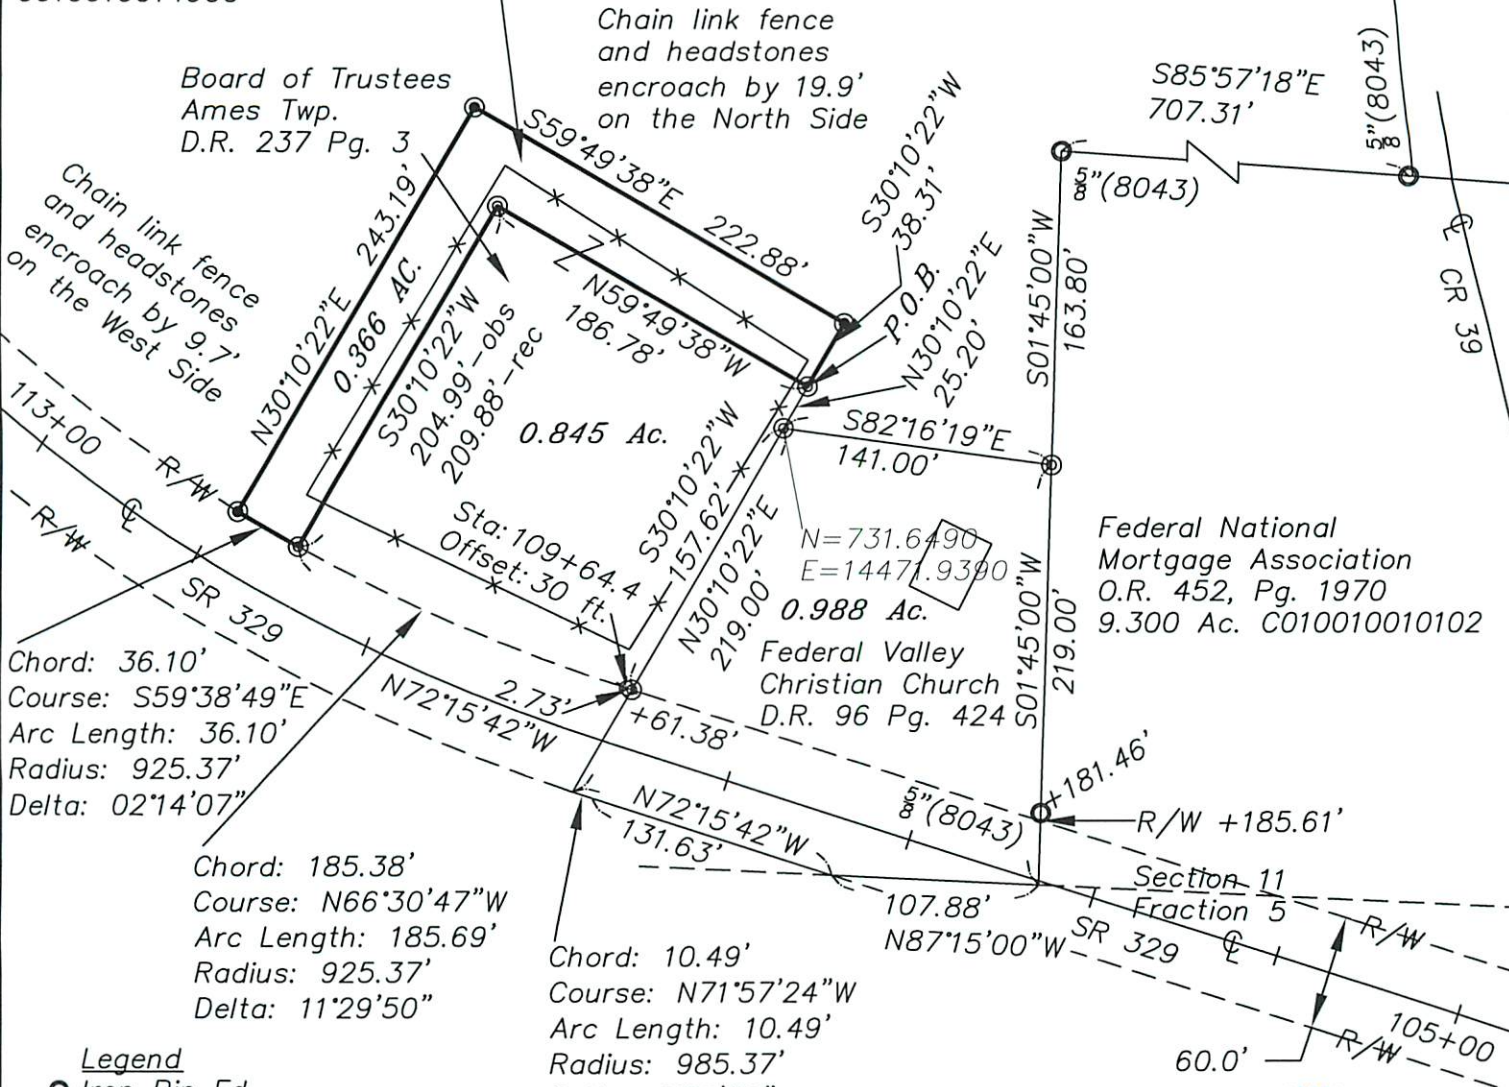 Chain link fence
and headstones
encroach by 19.9'
on the North Side
Board of Trustees
Ames Twp.
D.R. 237 Pg. 3
S85°57'18"E
707.31'
5/8"(8043)
5/8"(8043)
℄ CR 39
S59°49'38"E 222.88'
S30°10'22"W
38.31'
P.O.B.
N30°10'22"E
25.20'
S01°45'00"W
163.80'
Chain link fence
and headstones
encroach by 9.7'
on the West Side
N30°10'22"E 243.19'
0.366 AC.
N59°49'38"W
186.78'
S30°10'22"W
204.99'-obs
209.88'-rec
0.845 Ac.
S82°16'19"E
141.00'
S30°10'22"W
157.62'
N30°10'22"E
219.00'
N=731.6490
E=14471.9390
0.988 Ac.
Federal Valley
Christian Church
D.R. 96 Pg. 424
S01°45'00"W
219.00'
Federal National
Mortgage Association
O.R. 452, Pg. 1970
9.300 Ac. C010010010102
Sta: 109+64.4
Offset: 30 ft.
113+00
R/W
℄
R/W
SR 329
N72°15'42"W
2.73'
+61.38'
Chord: 36.10'
Course: S59°38'49"E
Arc Length: 36.10'
Radius: 925.37'
Delta: 02°14'07"
N72°15'42"W
131.63'
5/8"(8043)
+181.46'
R/W +185.61'
Section 11
Fraction 5
107.88'
N87°15'00"W
SR 329
℄
R/W
Chord: 185.38'
Course: N66°30'47"W
Arc Length: 185.69'
Radius: 925.37'
Delta: 11°29'50"
Chord: 10.49'
Course: N71°57'24"W
Arc Length: 10.49'
Radius: 985.37'
60.0'
R/W
105+00
Legend